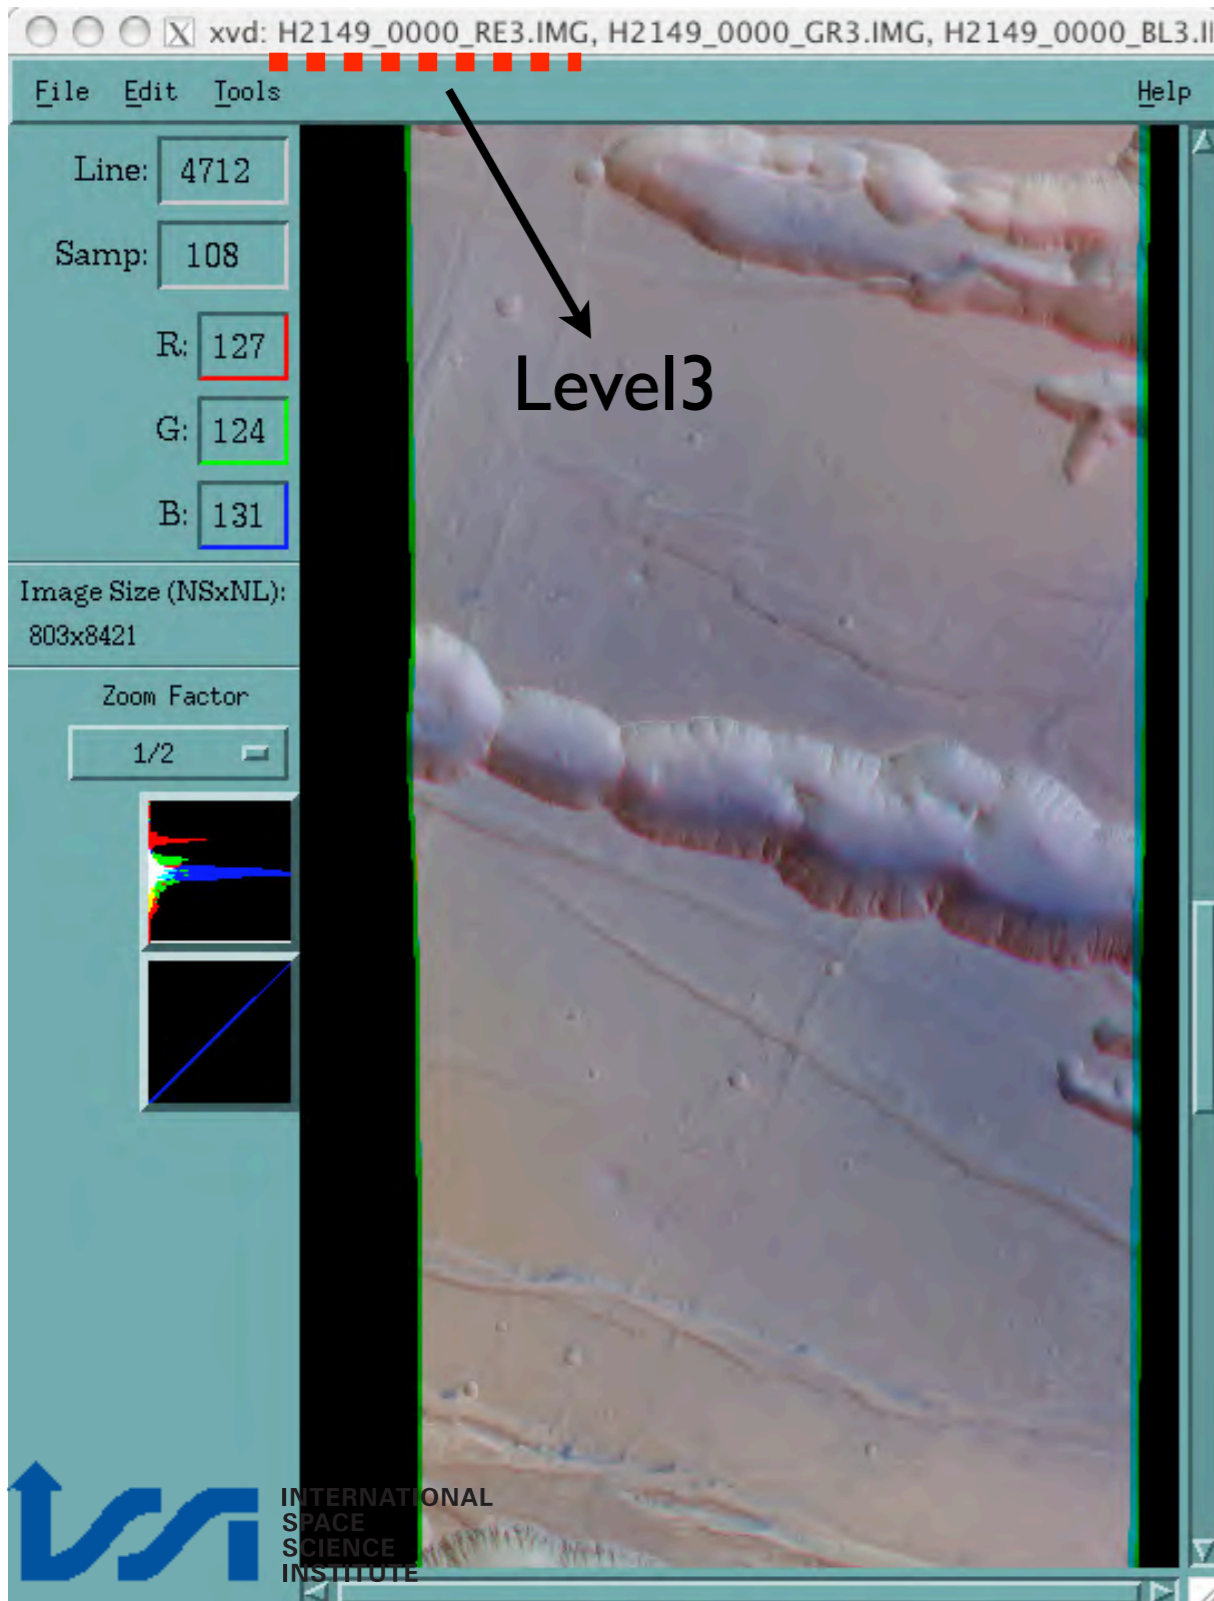 X xvd: H2149_0000_RE3.IMG, H2149_0000_GR3.IMG, H2149_0000_BL3.II
File Edit Tools Help
Line: 4712
Samp: 108
R: 127
G: 124
B: 131
Image Size (NSxNL):
803x8421
Zoom Factor
1/2
Level3
INTERNATIONAL
SPACE
SCIENCE
INSTITUTE